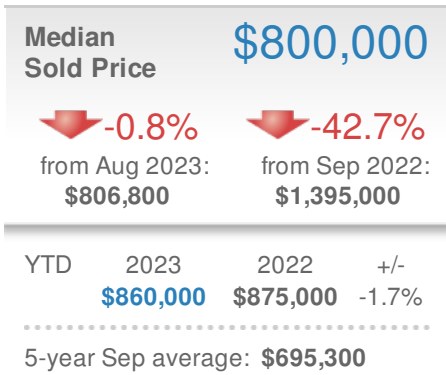 Median
Sold Price
$800,000
-0.8%
from Aug 2023:
$806,800
-42.7%
from Sep 2022:
$1,395,000
YTD 2023 2022 +/-
$860,000 $875,000 -1.7%
5-year Sep average: $695,300